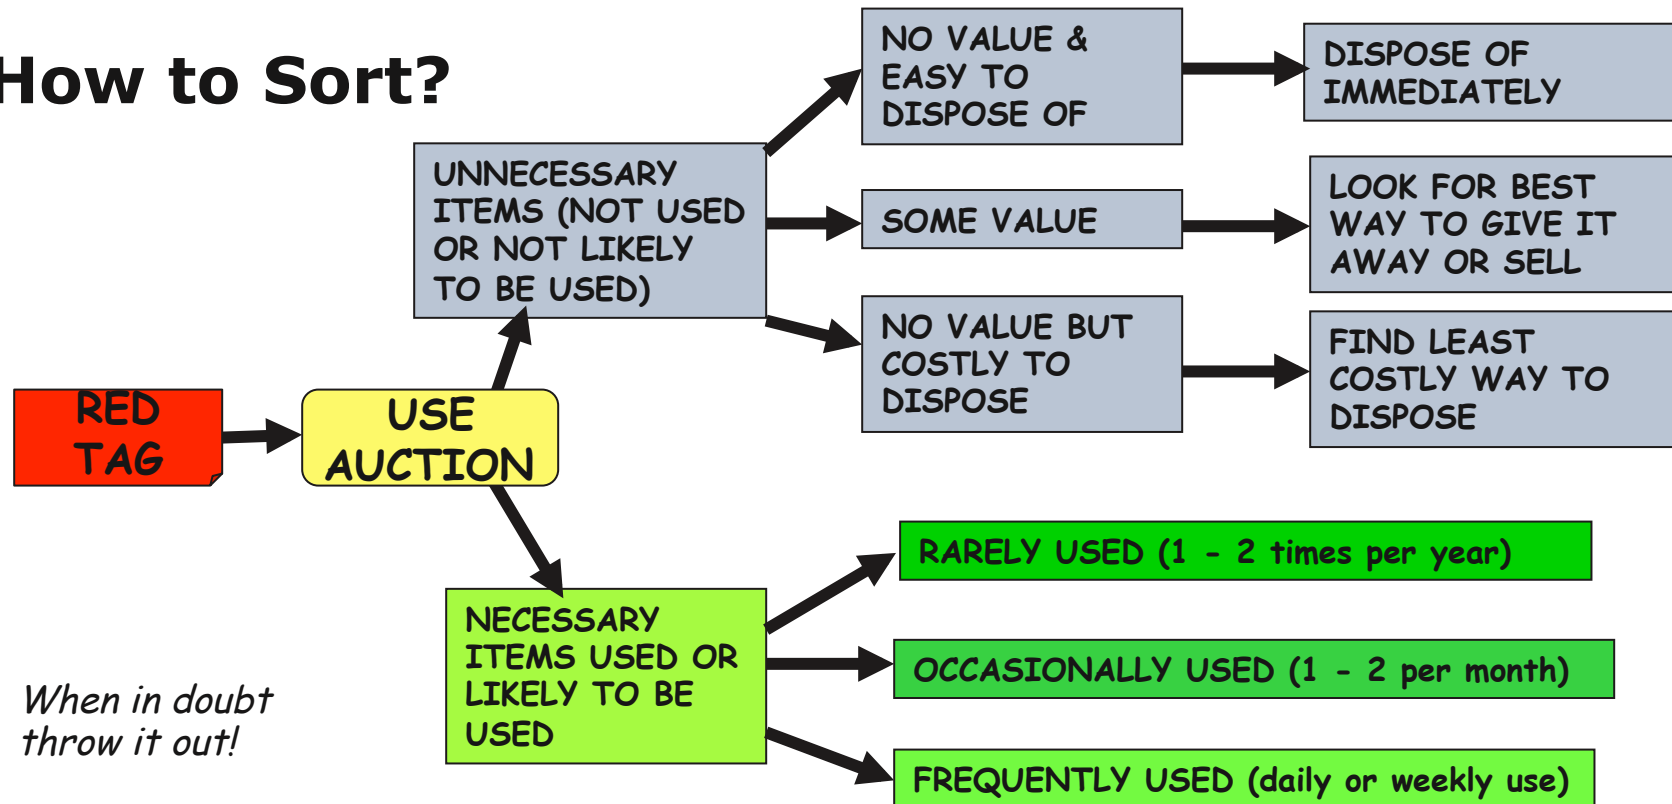 How to Sort?
NO VALUE &
EASY TO
DISPOSE OF
DISPOSE OF
IMMEDIATELY
UNNECESSARY
ITEMS (NOT USED
OR NOT LIKELY
TO BE USED)
SOME VALUE
LOOK FOR BEST
WAY TO GIVE IT
AWAY OR SELL
NO VALUE BUT
COSTLY TO
DISPOSE
FIND LEAST
COSTLY WAY TO
DISPOSE
RED
TAG
USE
AUCTION
NECESSARY
ITEMS USED OR
LIKELY TO BE
USED
RARELY USED (1 - 2 times per year)
OCCASIONALLY USED (1 - 2 per month)
FREQUENTLY USED (daily or weekly use)
When in doubt
throw it out!